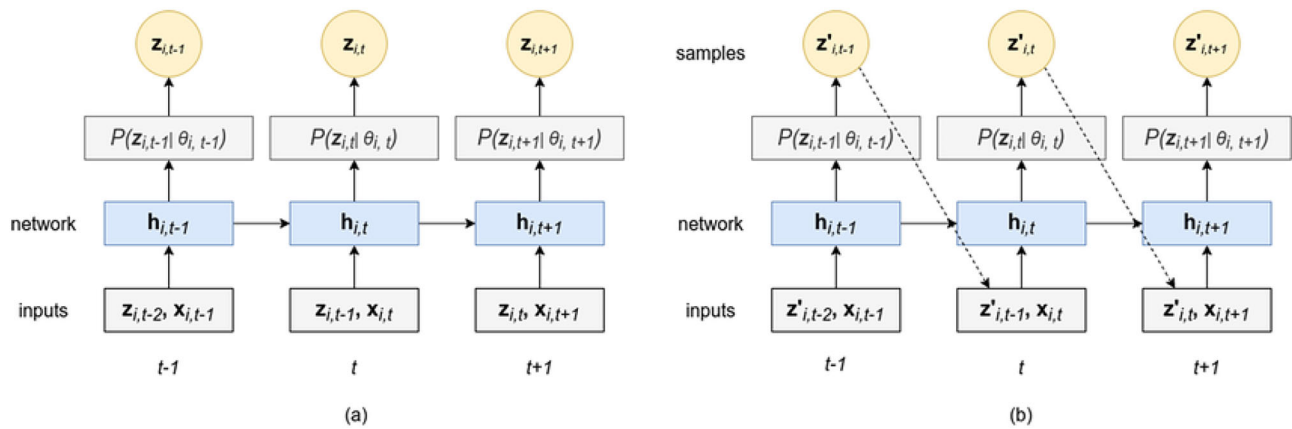 z_{i,t-1} z_{i,t} z_{i,t+1}
P(z_{i,t-1}| θ_{i, t-1}) P(z_{i,t}| θ_{i, t}) P(z_{i,t+1}| θ_{i, t+1})
network h_{i,t-1} h_{i,t} h_{i,t+1}
inputs z_{i,t-2}, x_{i,t-1} z_{i,t-1}, x_{i,t} z_{i,t}, x_{i,t+1}
t-1 t t+1
(a)
samples z'_{i,t-1} z'_{i,t} z'_{i,t+1}
P(z_{i,t-1}| θ_{i, t-1}) P(z_{i,t}| θ_{i, t}) P(z_{i,t+1}| θ_{i, t+1})
network h_{i,t-1} h_{i,t} h_{i,t+1}
inputs z'_{i,t-2}, x_{i,t-1} z'_{i,t-1}, x_{i,t} z'_{i,t}, x_{i,t+1}
t-1 t t+1
(b)